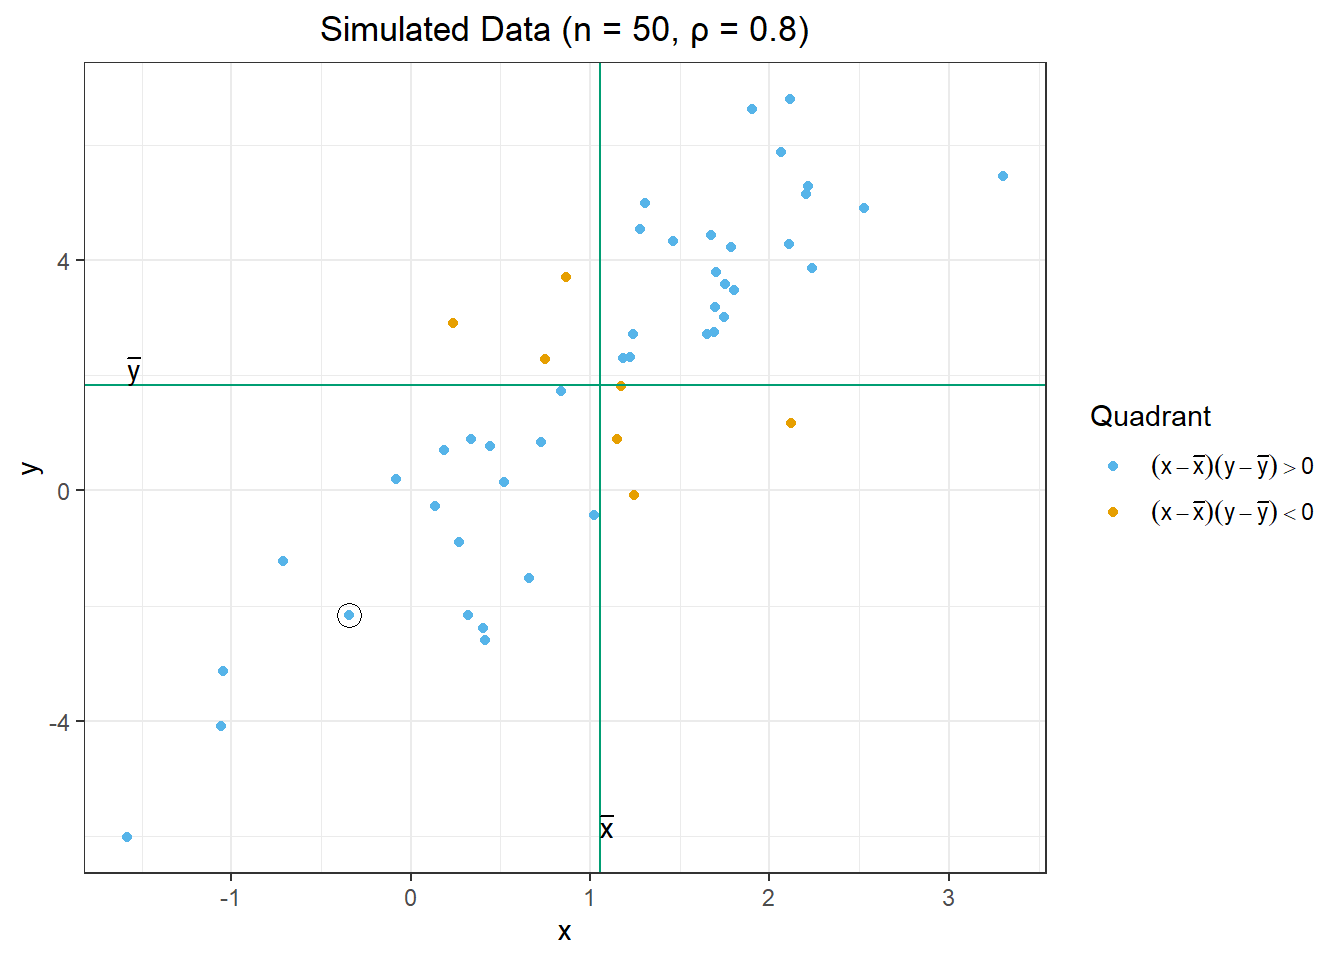 Simulated Data (n = 50, ρ = 0.8)
4
0
-4
y
y̅
x̅
-1
0
1
2
3
x
Quadrant
(x − x̅)(y − y̅) > 0
(x − x̅)(y − y̅) < 0